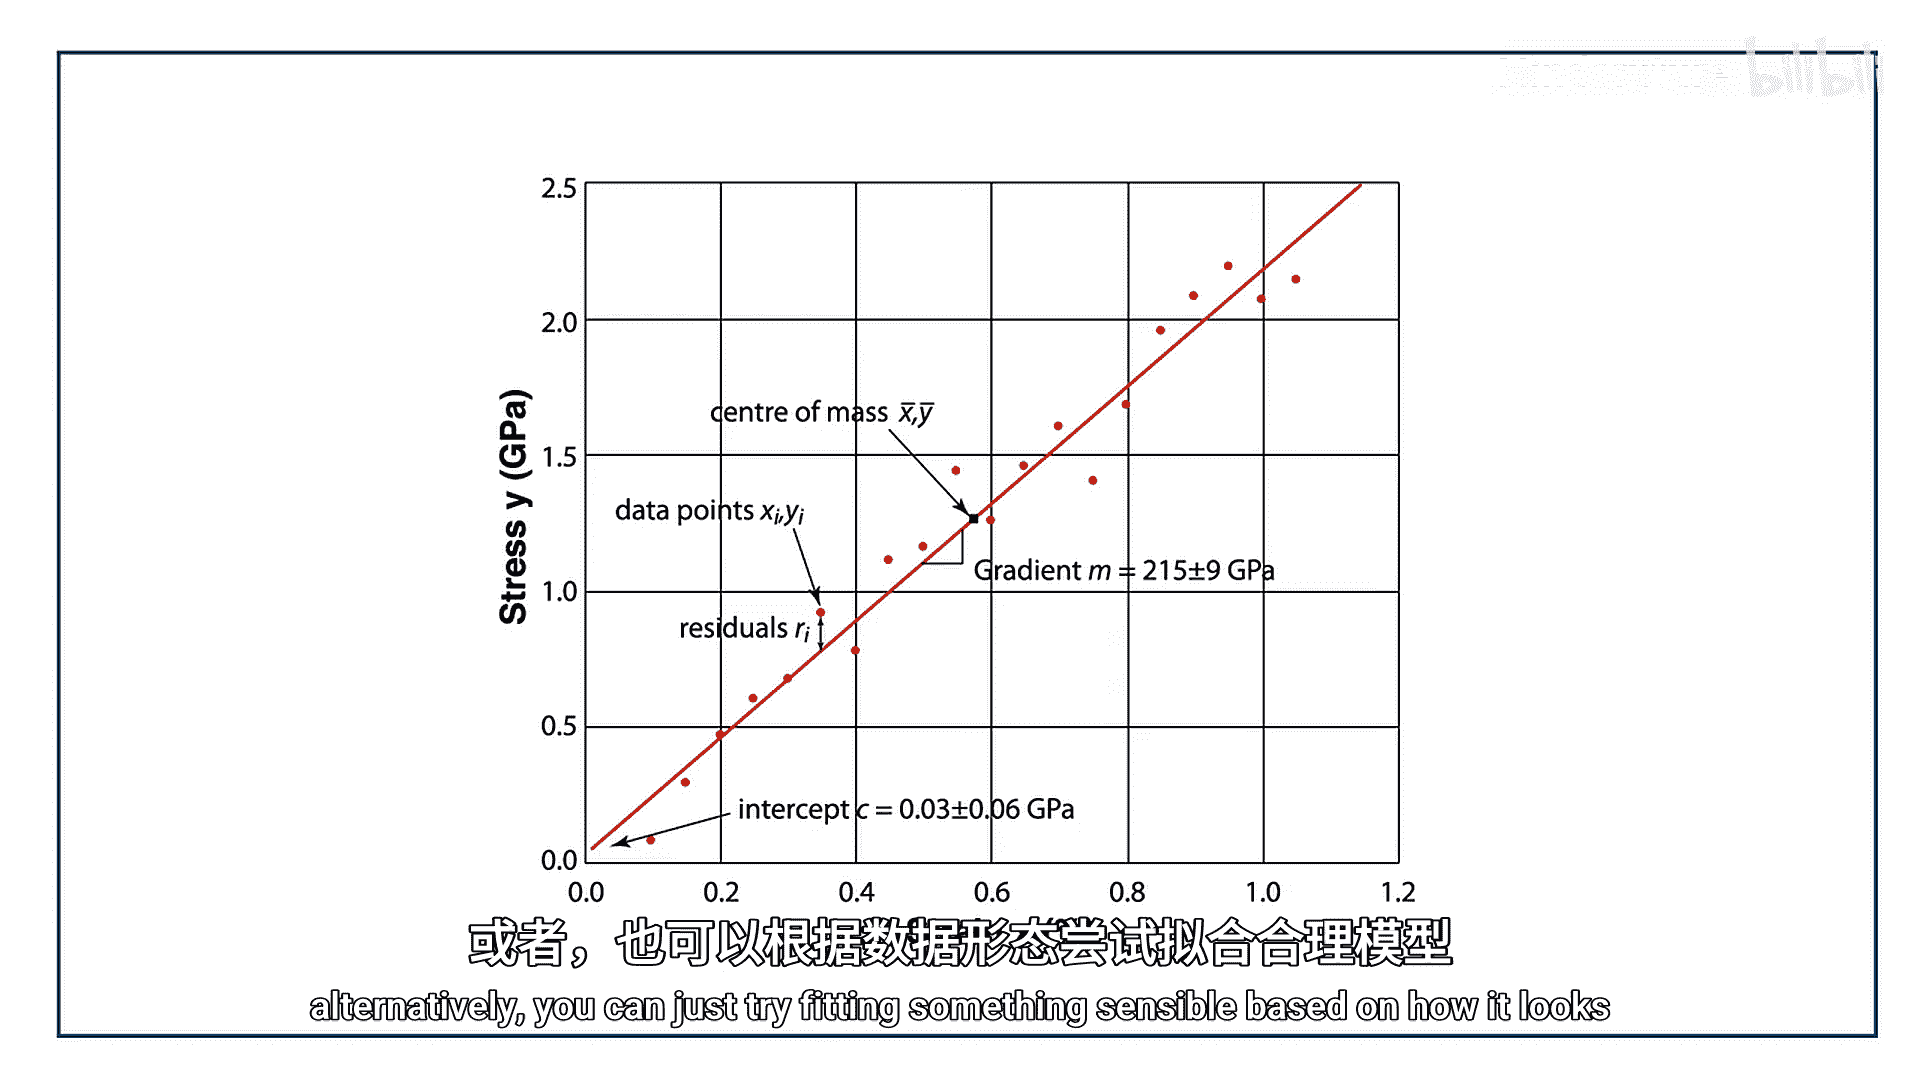 bilibili
2.5
2.0
centre of mass x̄,ȳ
1.5
data points xᵢ,yᵢ
Gradient m = 215±9 GPa
1.0
residuals rᵢ
0.5
intercept c = 0.03±0.06 GPa
0.0
Stress y (GPa)
0.0 0.2 0.4 0.6 0.8 1.0 1.2
或者，也可以根据数据形态尝试拟合合理模型
alternatively, you can just try fitting something sensible based on how it looks